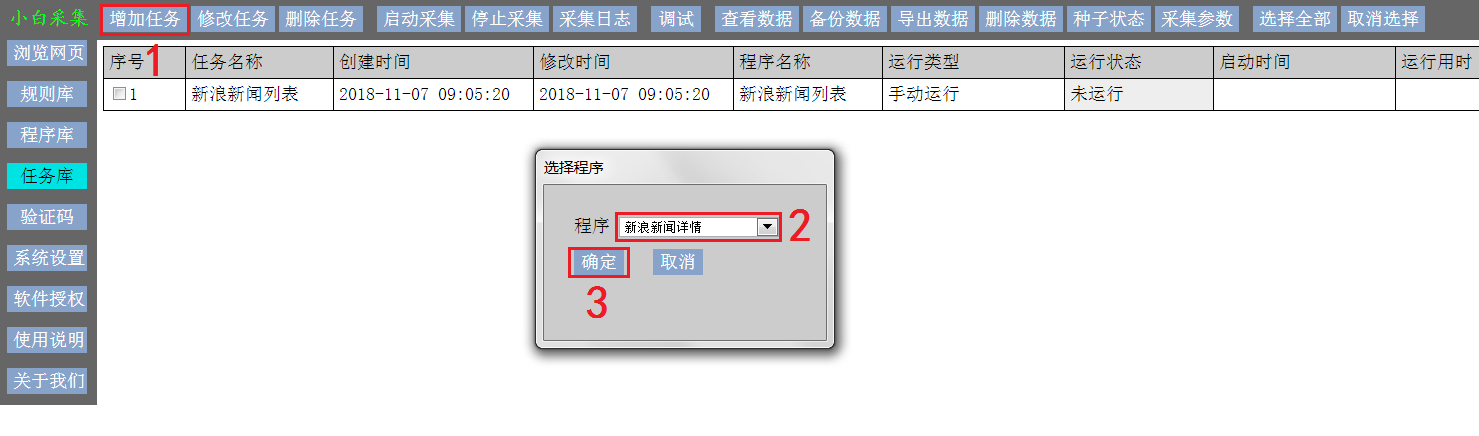 小白采集 增加任务 修改任务 删除任务 启动采集 停止采集 采集日志 调试 查看数据 备份数据 导出数据 删除数据 种子状态 采集参数 选择全部 取消选择
浏览网页
规则库
程序库
任务库
验证码
系统设置
软件授权
使用说明
关于我们
序号 1 任务名称 创建时间 修改时间 程序名称 运行类型 运行状态 启动时间 运行用时
1 新浪新闻列表 2018-11-07 09:05:20 2018-11-07 09:05:20 新浪新闻列表 手动运行 未运行
选择程序
程序 新浪新闻详情 2
确定 取消
3